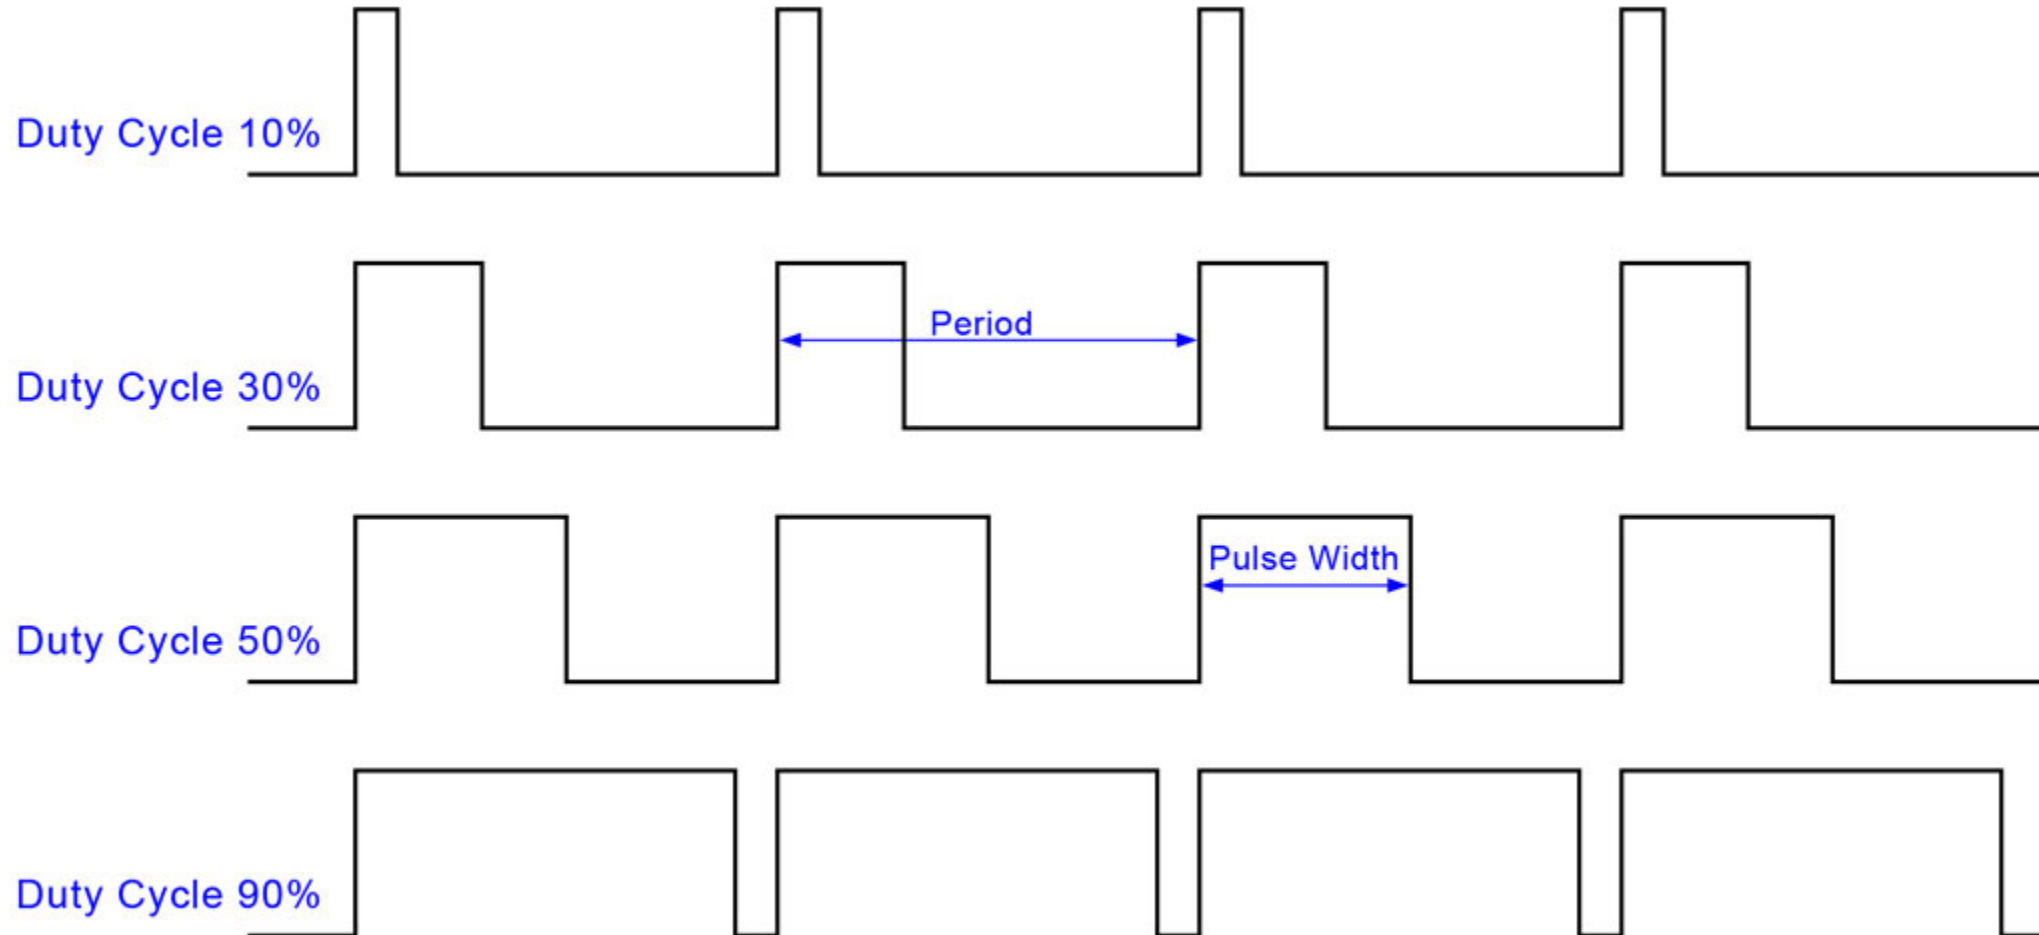 Duty Cycle 10%
Period
Duty Cycle 30%
Pulse Width
Duty Cycle 50%
Duty Cycle 90%